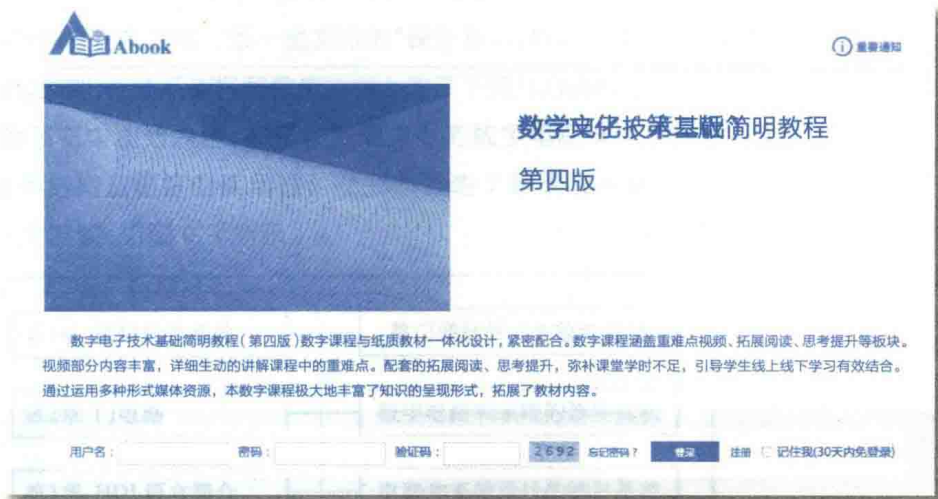 Abook
重要通知
简明教程
第四版
数字电子技术基础简明教程(第四版)数字课程与纸质教材一体化设计,紧密配合。数字课程涵盖重难点视频、拓展阅读、思考提升等板块。
视频部分内容丰富,详细生动的讲解课程中的重难点。配套的拓展阅读、思考提升,弥补课堂学时不足,引导学生线上线下学习有效结合。
通过运用多种形式媒体资源,本数字课程极大地丰富了知识的呈现形式,拓展了教材内容。
用户名: 密码: 验证码: 2692 忘记密码? 登录 注册 记住我(30天内免登录)